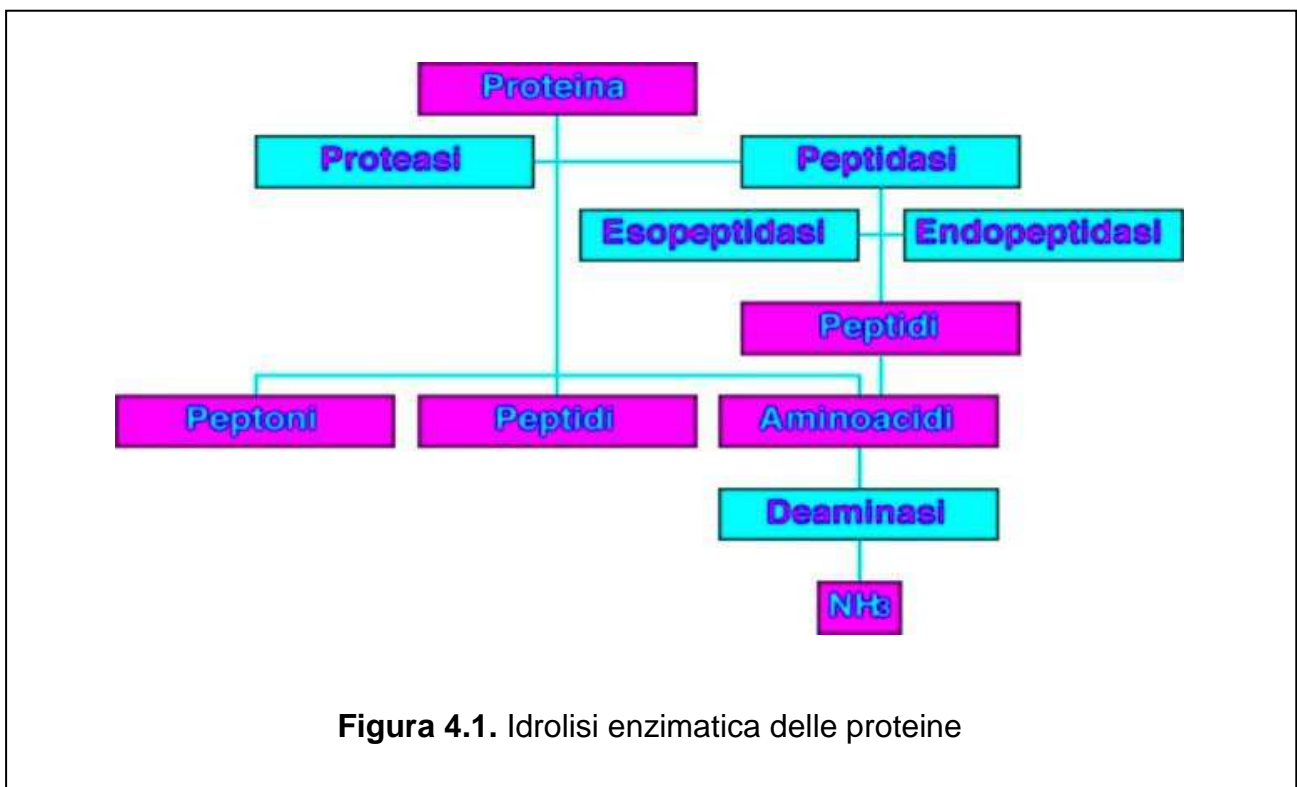 Proteina
Proteasi Peptidasi
Esopeptidasi Endopeptidasi
Peptidi
Peptoni Peptidi Aminoacidi
Deaminasi
NH3
Figura 4.1. Idrolisi enzimatica delle proteine